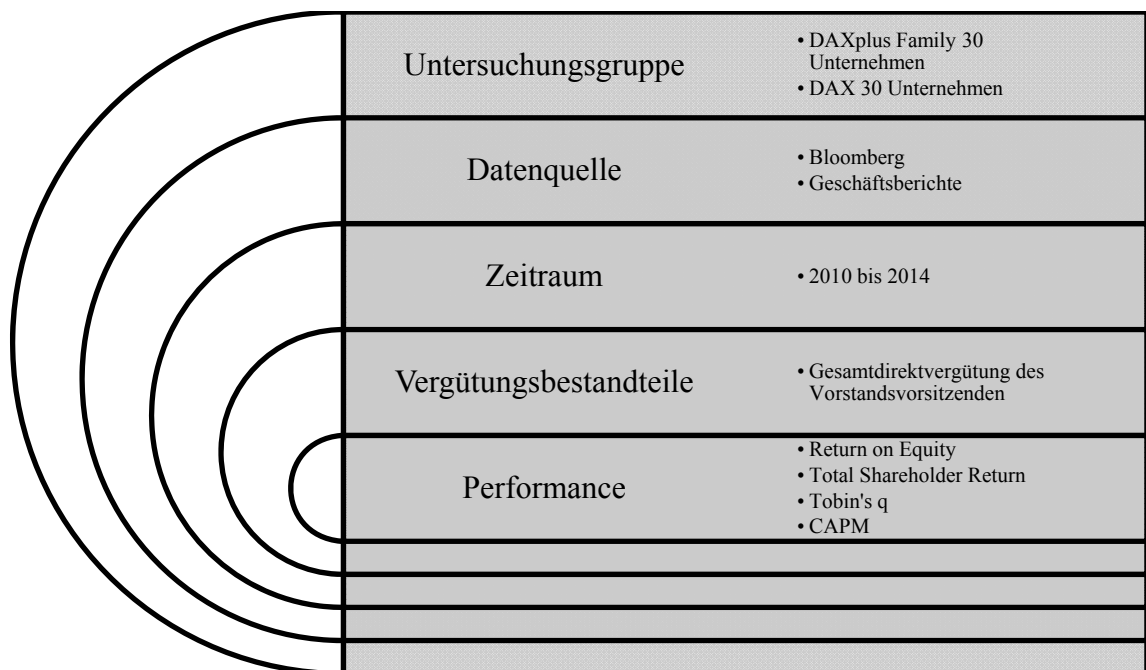 Untersuchungsgruppe
• DAXplus Family 30
Unternehmen
• DAX 30 Unternehmen
Datenquelle
• Bloomberg
• Geschäftsberichte
Zeitraum
• 2010 bis 2014
Vergütungsbestandteile
• Gesamtdirektvergütung des
Vorstandsvorsitzenden
Performance
• Return on Equity
• Total Shareholder Return
• Tobin's q
• CAPM